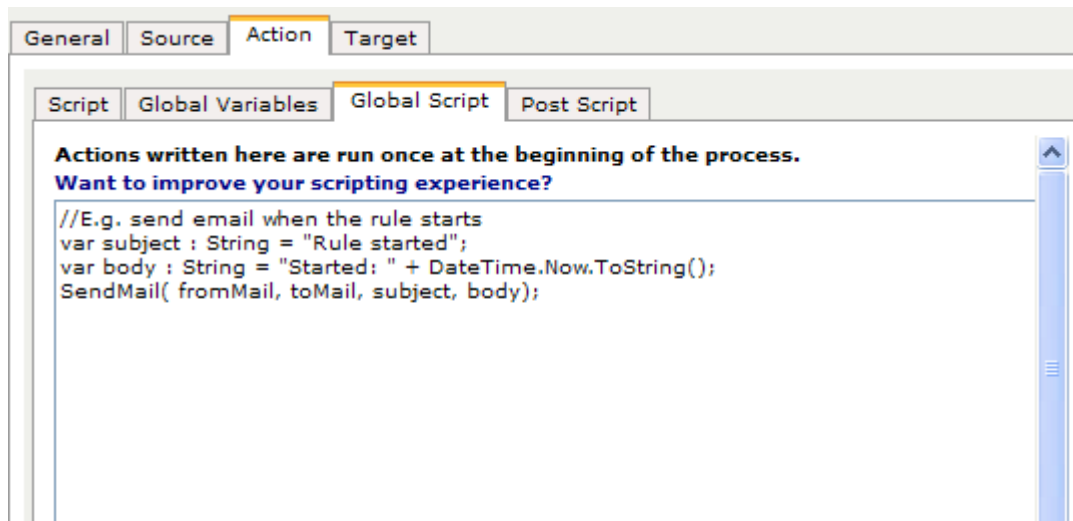 General Source Action Target
Script Global Variables Global Script Post Script
Actions written here are run once at the beginning of the process.
Want to improve your scripting experience?
//E.g. send email when the rule starts
var subject : String = "Rule started";
var body : String = "Started: " + DateTime.Now.ToString();
SendMail( fromMail, toMail, subject, body);